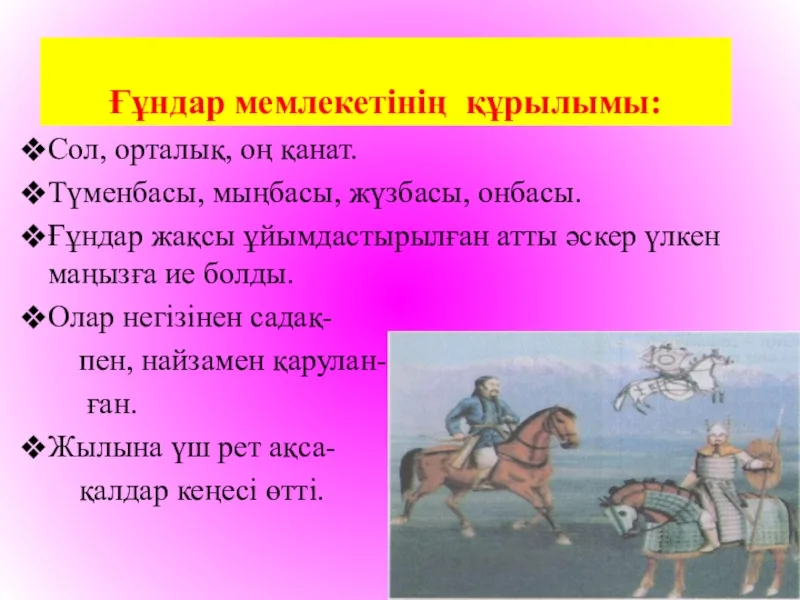 Ғұндар мемлекетінің құрылымы:
❖Сол, орталық, оң қанат.
❖Түменбасы, мыңбасы, жүзбасы, онбасы.
❖Ғұндар жақсы ұйымдастырылған атты әскер үлкен
маңызға ие болды.
❖Олар негізінен садақ-
пен, найзамен қарулан-
ған.
❖Жылына үш рет ақса-
қалдар кеңесі өтті.